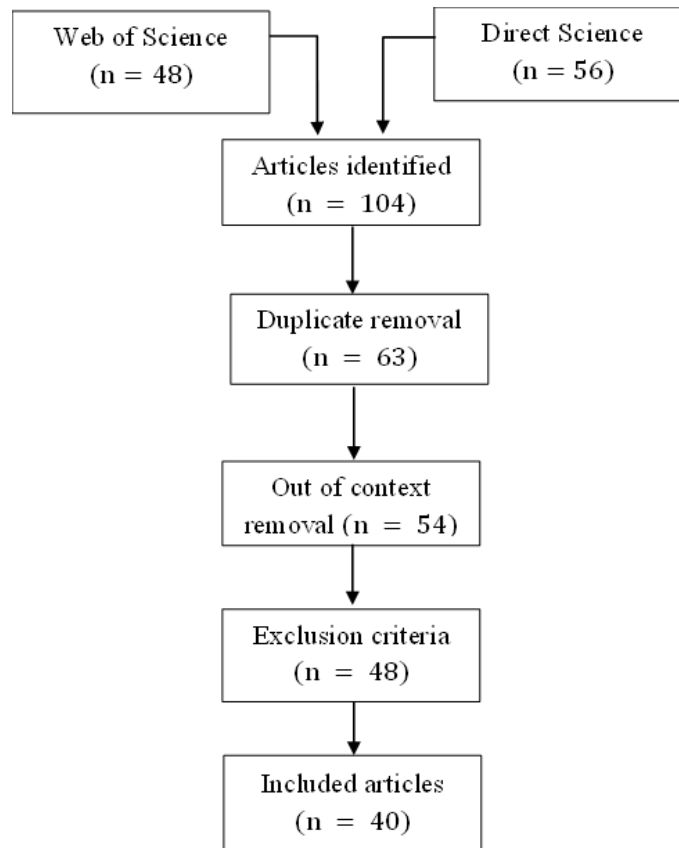 Web of Science
(n = 48)
Direct Science
(n = 56)
Articles identified
(n = 104)
Duplicate removal
(n = 63)
Out of context
removal (n = 54)
Exclusion criteria
(n = 48)
Included articles
(n = 40)